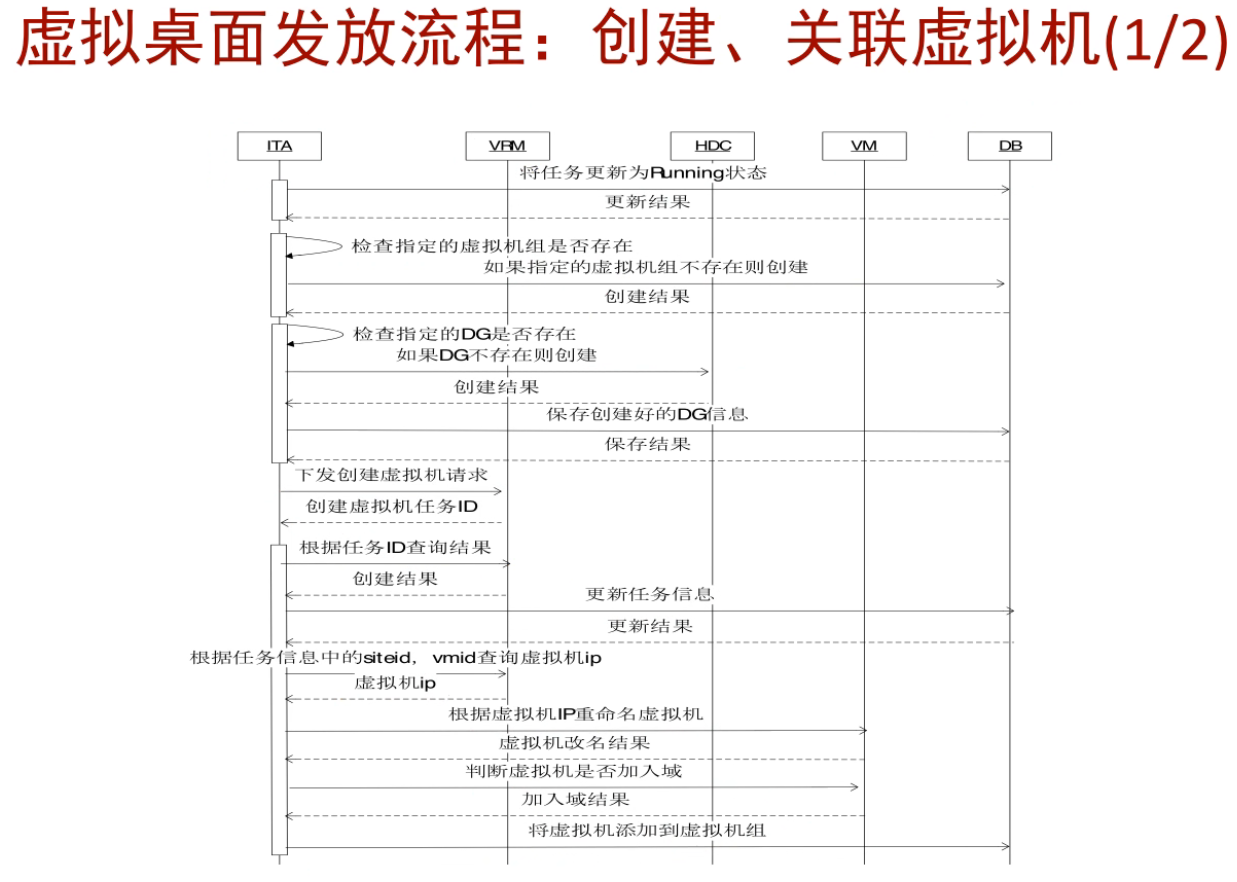 虚拟桌面发放流程：创建、关联虚拟机(1/2)
ITA VRM HDC VM DB
将任务更新为Running状态
更新结果
检查指定的虚拟机组是否存在
如果指定的虚拟机组不存在则创建
创建结果
检查指定的DG是否存在
如果DG不存在则创建
创建结果
保存创建好的DG信息
保存结果
下发创建虚拟机请求
创建虚拟机任务ID
根据任务ID查询结果
创建结果
更新任务信息
更新结果
根据任务信息中的siteid，vmid查询虚拟机ip
虚拟机ip
根据虚拟机IP重命名虚拟机
虚拟机改名结果
判断虚拟机是否加入域
加入域结果
将虚拟机添加到虚拟机组